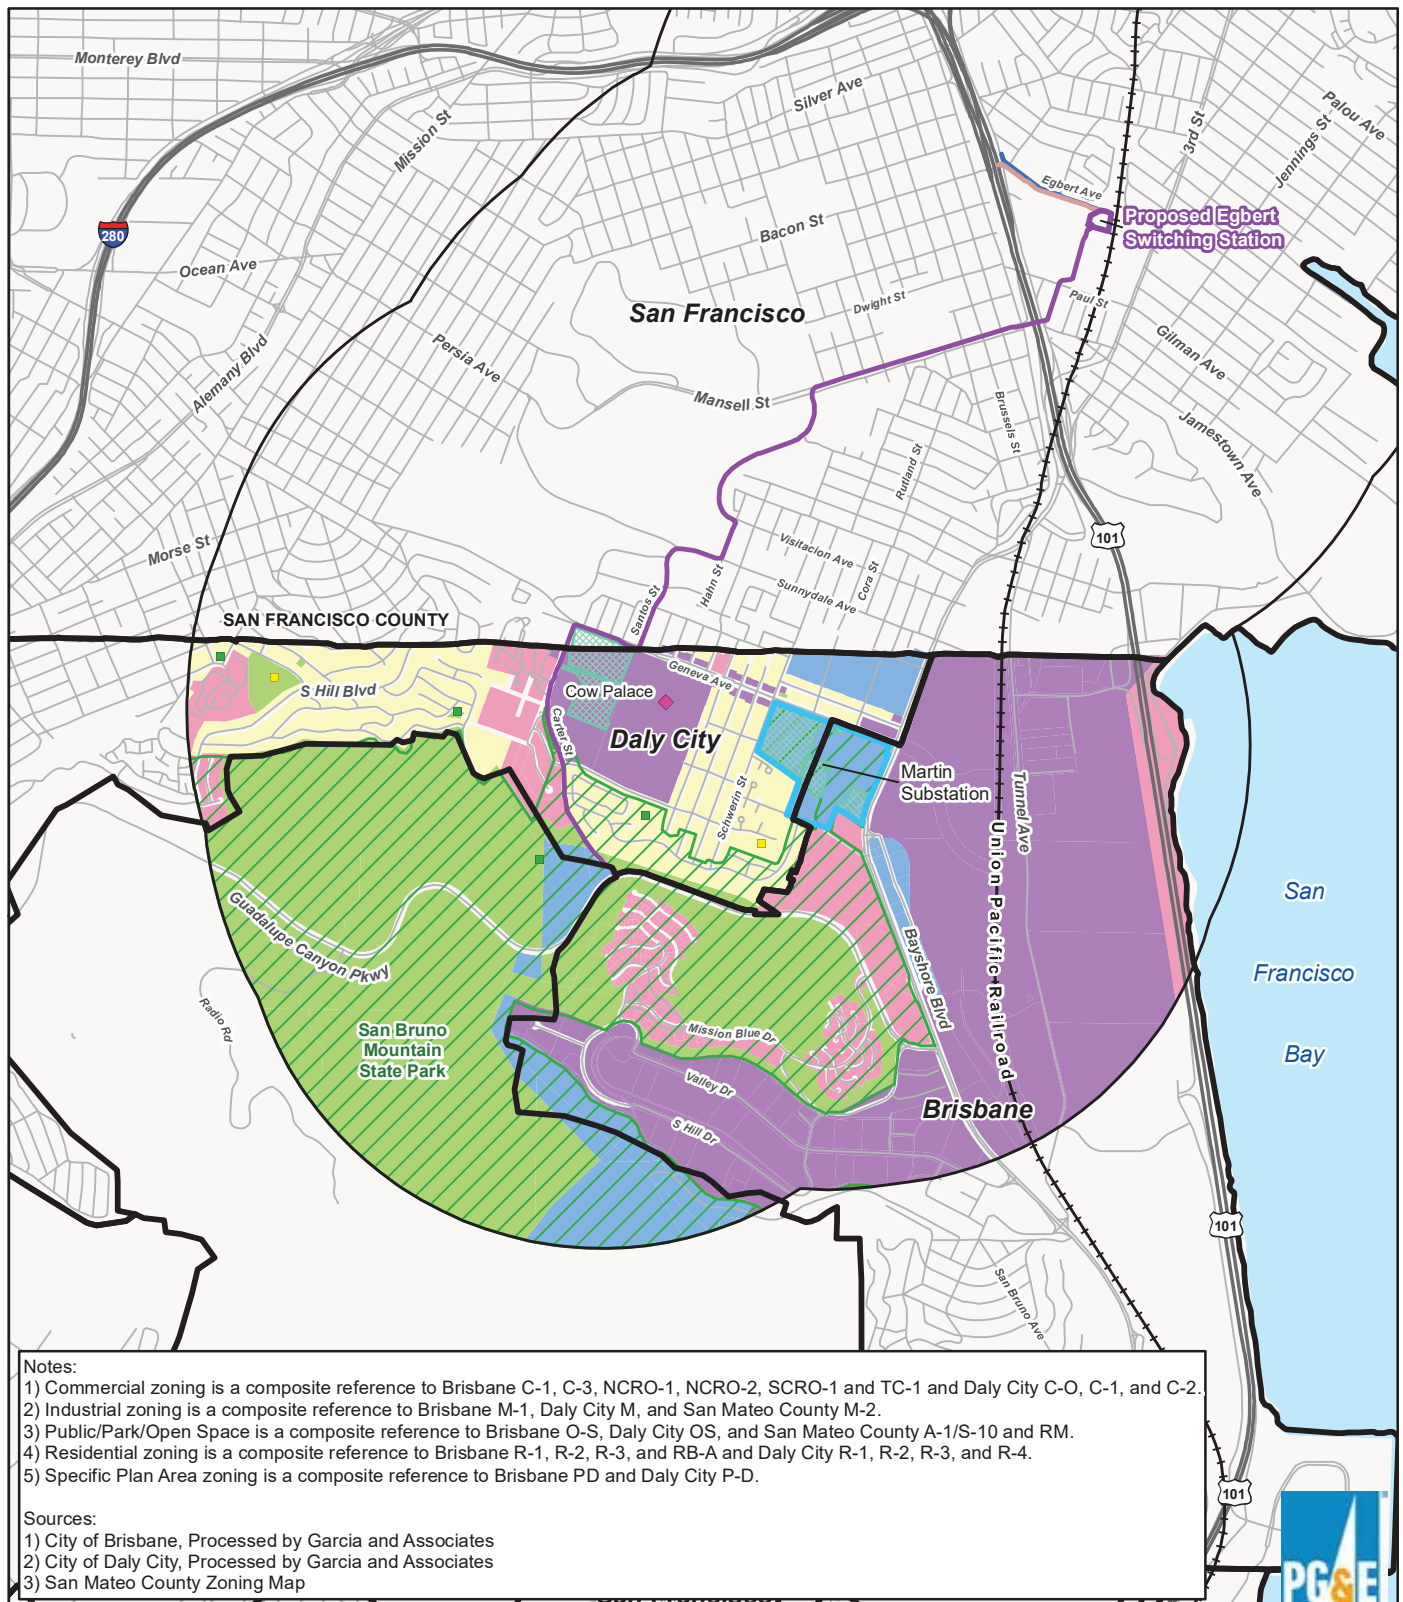 Monterey Blvd
Mission St
Silver Ave
3rd St
Palou Ave
Jennings St
Egbert Ave
Proposed Egbert
Switching Station
280
Ocean Ave
Bacon St
San Francisco
Dwight St
Paul St
Gilman Ave
Alemany Blvd
Persia Ave
Mansell St
Brussels St
Jamestown Ave
Rutland St
101
Morse St
Visitacion Ave
Cora St
Sunnydale Ave
Hahn St
Santos St
SAN FRANCISCO COUNTY
S Hill Blvd
Geneva Ave
Cow Palace
Carter St
Daly City
Schwerin St
Martin
Substation
Tunnel Ave
Union Pacific Railroad
Bayshore Blvd
San
Francisco
Bay
Guadalupe Canyon Pkwy
Radio Rd
San Bruno
Mountain
State Park
Mission Blue Dr
Valley Dr
S Hill Dr
Brisbane
101
San Bruno Ave
Notes:
1) Commercial zoning is a composite reference to Brisbane C-1, C-3, NCRO-1, NCRO-2, SCRO-1 and TC-1 and Daly City C-O, C-1, and C-2.
2) Industrial zoning is a composite reference to Brisbane M-1, Daly City M, and San Mateo County M-2.
3) Public/Park/Open Space is a composite reference to Brisbane O-S, Daly City OS, and San Mateo County A-1/S-10 and RM.
4) Residential zoning is a composite reference to Brisbane R-1, R-2, R-3, and RB-A and Daly City R-1, R-2, R-3, and R-4.
5) Specific Plan Area zoning is a composite reference to Brisbane PD and Daly City P-D.
Sources:
1) City of Brisbane, Processed by Garcia and Associates
2) City of Daly City, Processed by Garcia and Associates
3) San Mateo County Zoning Map
101
PG&E